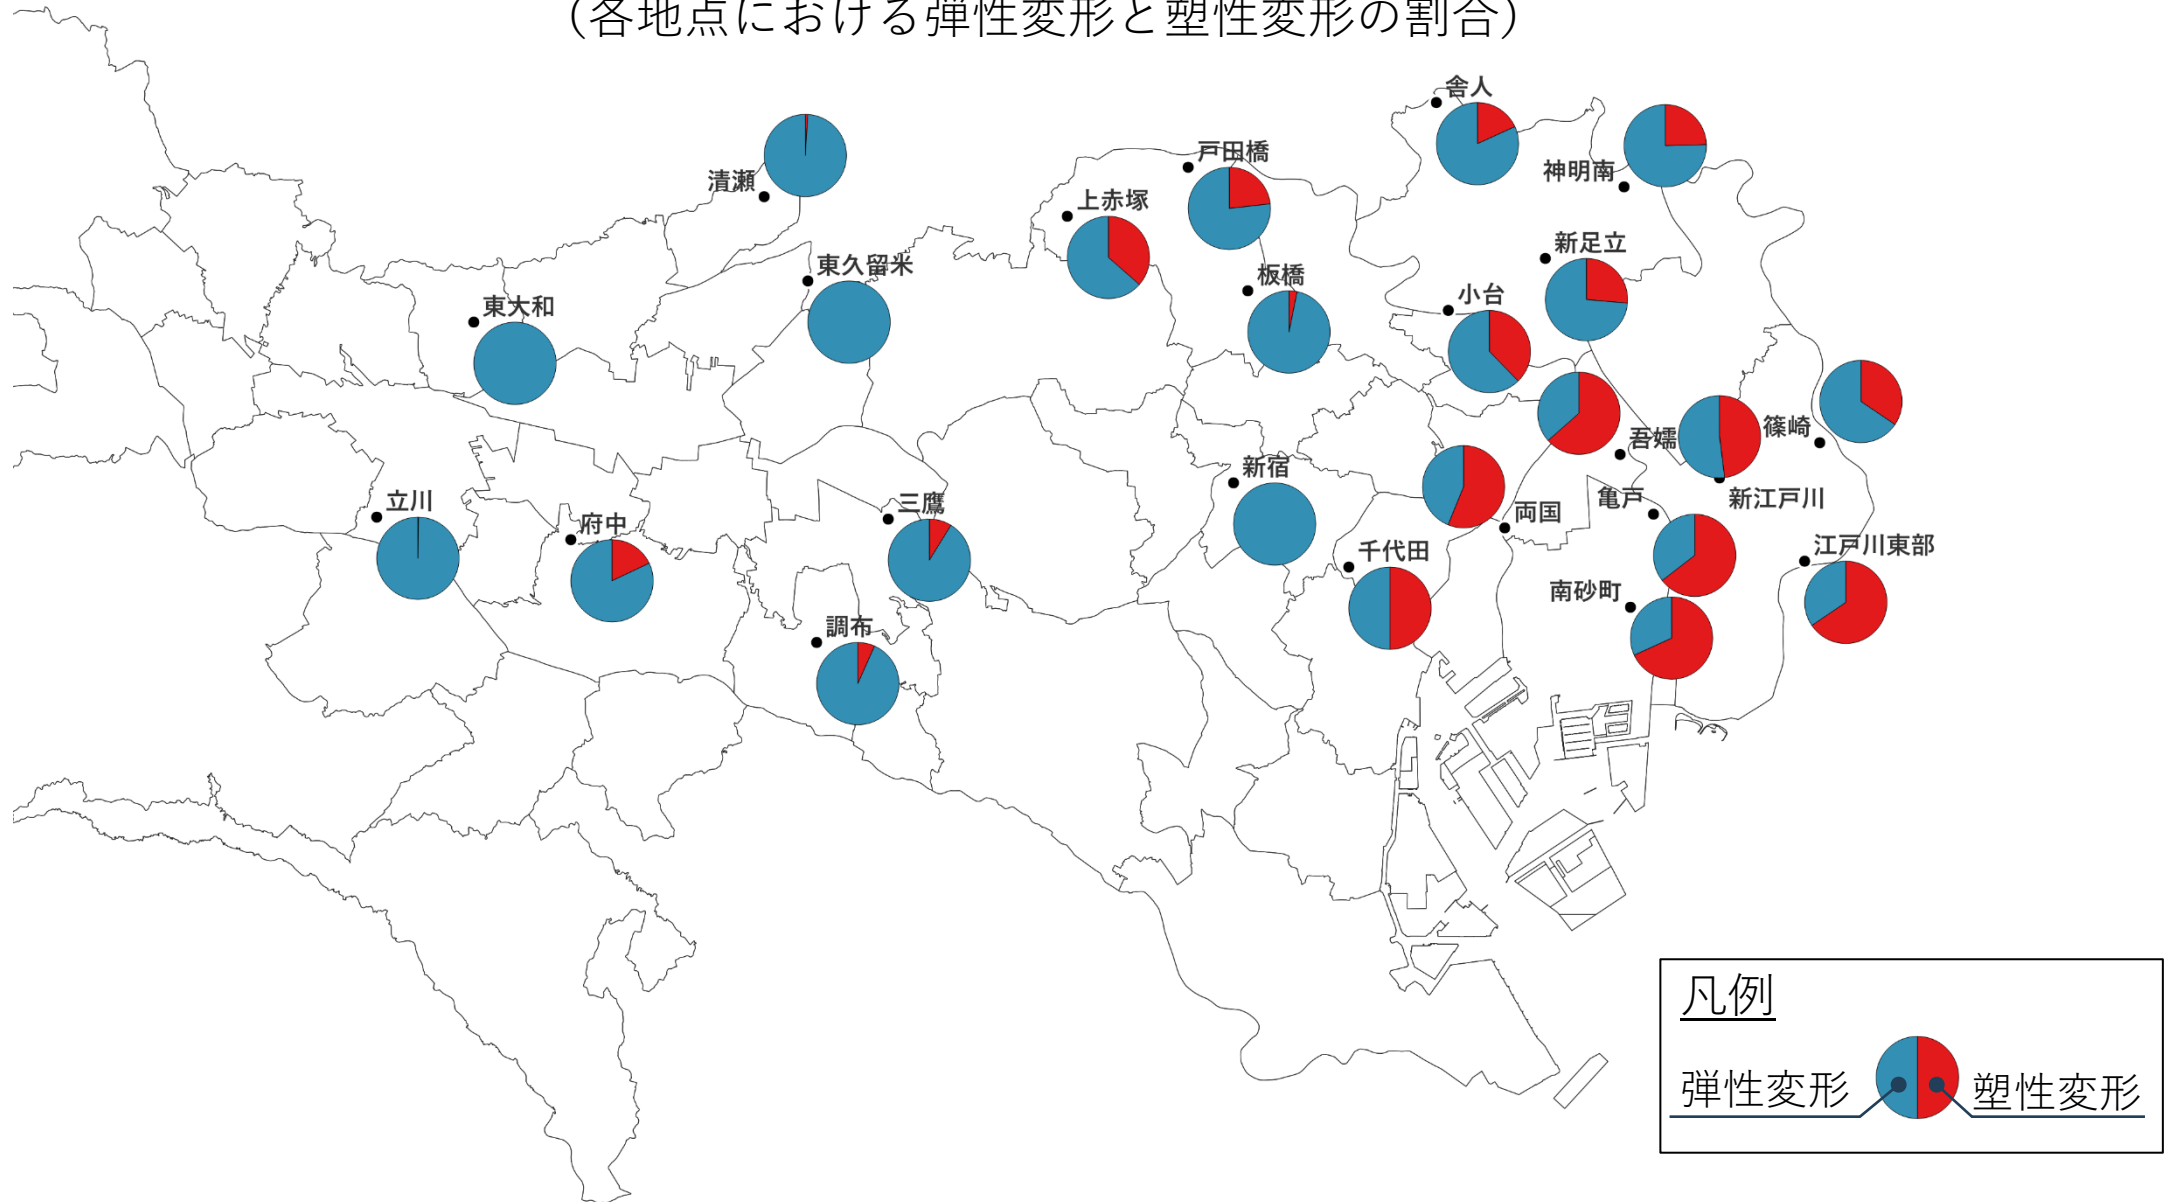 （各地点における弾性変形と塑性変形の割合）
舎人
戸田橋
神明南
清瀬
上赤塚
新足立
東久留米
板橋
小台
東大和
篠崎
吾嬬
新宿
立川
三鷹
亀戸
新江戸川
両国
府中
江戸川東部
千代田
南砂町
調布
凡例
弾性変形
塑性変形